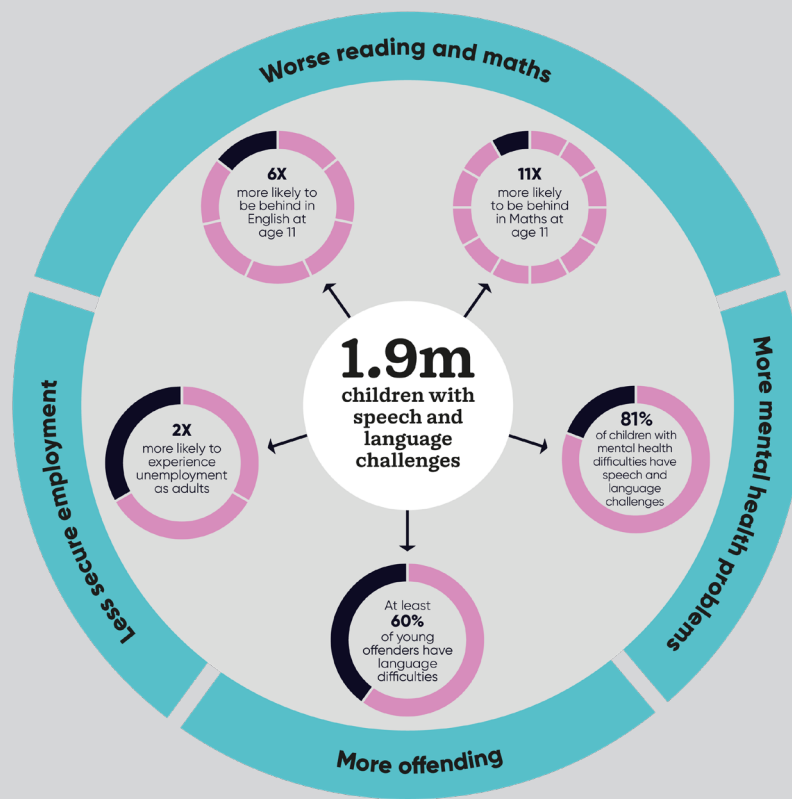 Worse reading and maths
6X
more likely to
be behind in
English at
age 11
11X
more likely
to be behind
in Maths at
age 11
1.9m
children with
speech and
language
challenges
2X
more likely to
experience
unemployment
as adults
81%
of children with
mental health
difficulties have
speech and
language
challenges
At least
60%
of young
offenders have
language
difficulties
Less secure employment
More mental health problems
More offending